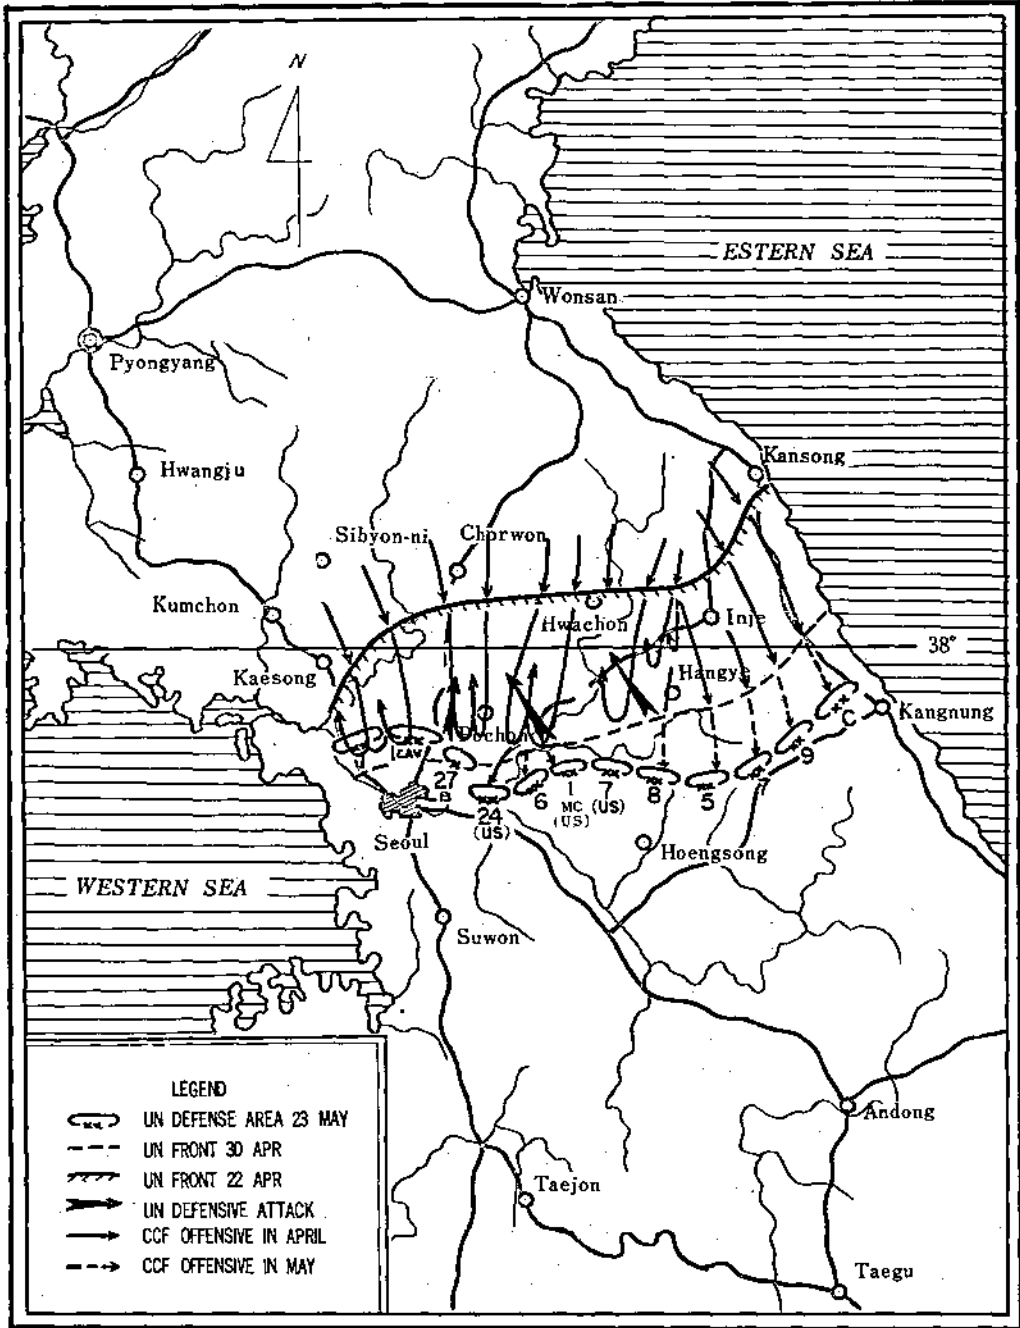 N
ESTERN SEA
Wonsan
Pyongyang
Kansong
Hwangju
Sibyon-ni
Chorwon
Kumchon
Hwachon
Inje
38°
Kaesong
Hangye
Kangnung
C
9
1 CAV
27
B
24
(US)
6
1
MC
(US)
7
(US)
8
5
7
Seoul
Hoengsong
WESTERN SEA
Suwon
Andong
Taejon
Taegu
LEGEND
UN DEFENSE AREA 23 MAY
UN FRONT 30 APR
UN FRONT 22 APR
UN DEFENSIVE ATTACK
CCF OFFENSIVE IN APRIL
CCF OFFENSIVE IN MAY